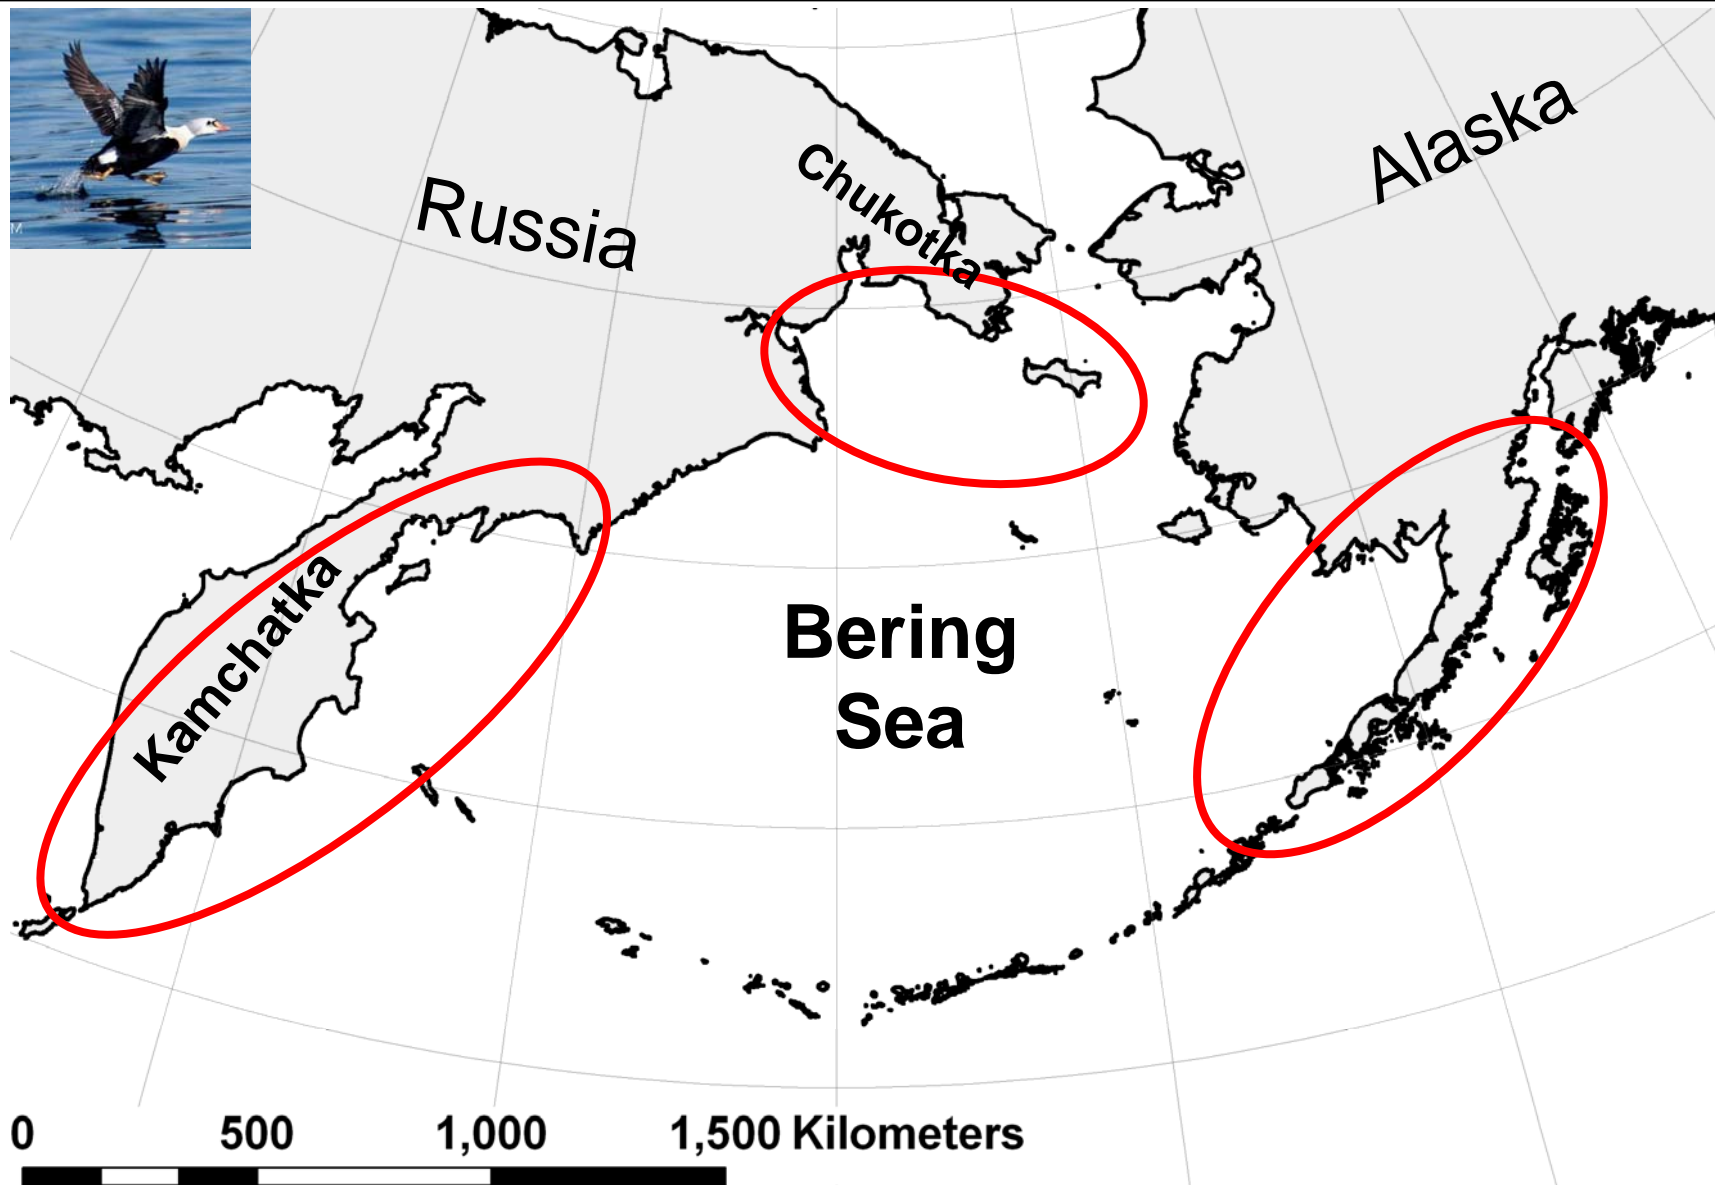 M
Russia
Chukotka
Alaska
Kamchatka
Bering
Sea
0 500 1,000 1,500 Kilometers